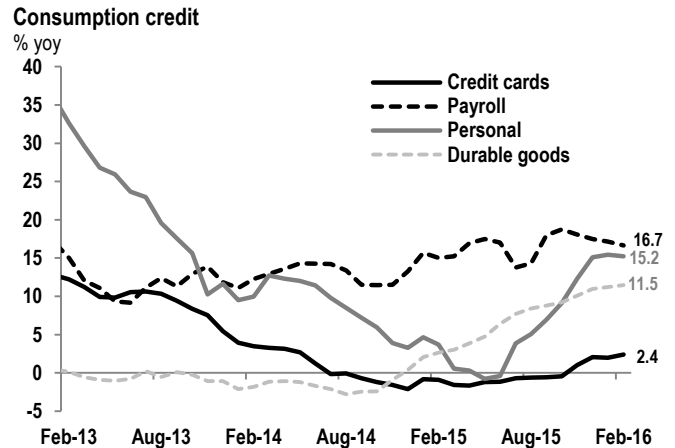 Consumption credit
% yoy
40
35
30
25
20
15
10
5
0
-5
Credit cards
Payroll
Personal
Durable goods
16.7
15.2
11.5
2.4
Feb-13 Aug-13 Feb-14 Aug-14 Feb-15 Aug-15 Feb-16